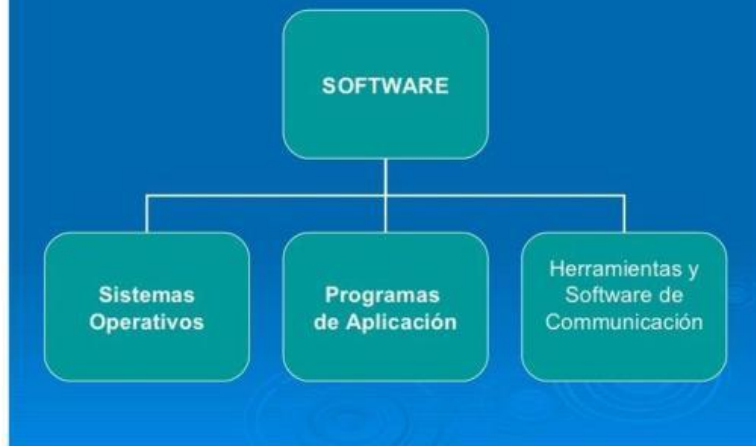 SOFTWARE
Sistemas
Operativos
Programas
de Aplicación
Herramientas y
Software de
Communicación